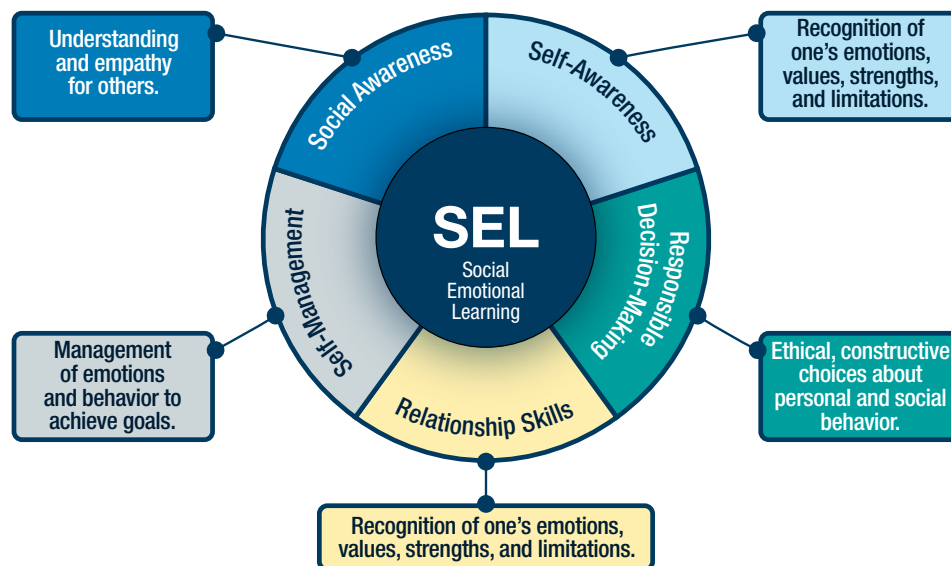 Understanding
and empathy
for others.
Social Awareness
Self-Awareness
Recognition of
one's emotions,
values, strengths,
and limitations.
SEL
Social
Emotional
Learning
Self-Management
Responsible
Decision-Making
Management
of emotions
and behavior to
achieve goals.
Relationship Skills
Ethical, constructive
choices about
personal and social
behavior.
Recognition of one's emotions,
values, strengths, and limitations.